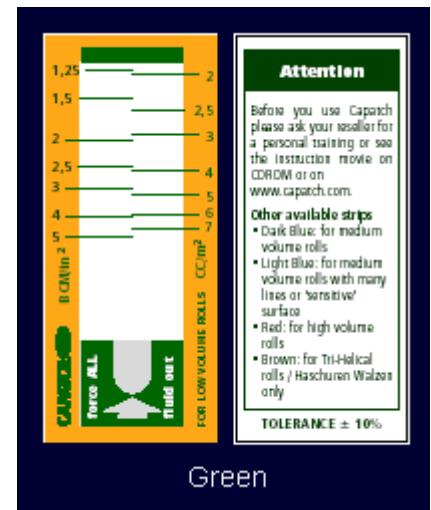 1,25
2
1,5
2,5
2
3
2,5
4
3
5
4
6
7
5
BCM/in²
CC/m²
FOR LOW VOLUME ROLLS
CAPATCH
force ALL
fluid out
Attention
Before you use Capatch
please ask your reseller for
a personal training or see
the instruction movie on
CDROM or on
www.capatch.com.
Other available strips
• Dark Blue: for medium
volume rolls
• Light Blue: for medium
volume rolls with many
lines or 'sensitive'
surface
• Red: for high volume
rolls
• Brown: for Tri-Helical
rolls / Haschuren Walzen
only
TOLERANCE ± 10%
Green